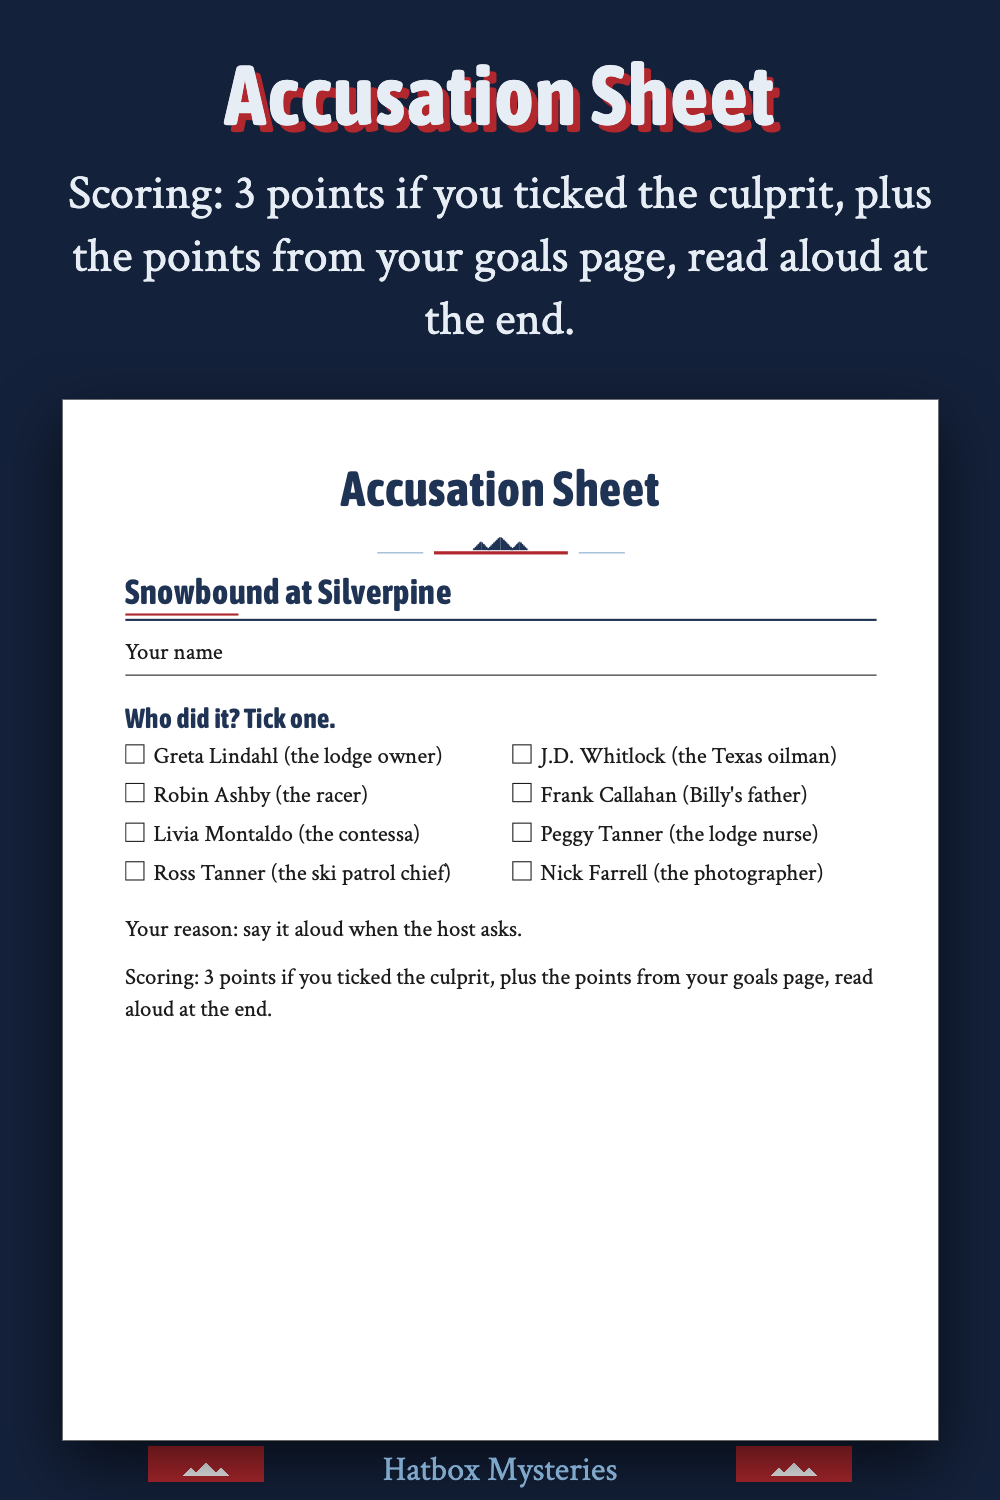 Accusation Sheet
Scoring: 3 points if you ticked the culprit, plus
the points from your goals page, read aloud at
the end.
Accusation Sheet
Snowbound at Silverpine
Your name
Who did it? Tick one.
Greta Lindahl (the lodge owner)
Robin Ashby (the racer)
Livia Montaldo (the contessa)
Ross Tanner (the ski patrol chief)
J.D. Whitlock (the Texas oilman)
Frank Callahan (Billy's father)
Peggy Tanner (the lodge nurse)
Nick Farrell (the photographer)
Your reason: say it aloud when the host asks.
Scoring: 3 points if you ticked the culprit, plus the points from your goals page, read
aloud at the end.
Hatbox Mysteries